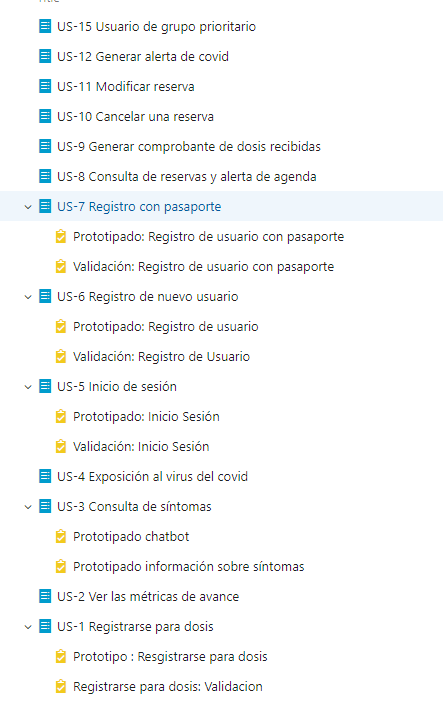 Title
US-15 Usuario de grupo prioritario
US-12 Generar alerta de covid
US-11 Modificar reserva
US-10 Cancelar una reserva
US-9 Generar comprobante de dosis recibidas
US-8 Consulta de reservas y alerta de agenda
US-7 Registro con pasaporte
Prototipado: Registro de usuario con pasaporte
Validación: Registro de usuario con pasaporte
US-6 Registro de nuevo usuario
Prototipado: Registro de usuario
Validación: Registro de Usuario
US-5 Inicio de sesión
Prototipado: Inicio Sesión
Validación: Inicio Sesión
US-4 Exposición al virus del covid
US-3 Consulta de síntomas
Prototipado chatbot
Prototipado información sobre síntomas
US-2 Ver las métricas de avance
US-1 Registrarse para dosis
Prototipo : Resgistrarse para dosis
Registrarse para dosis: Validacion